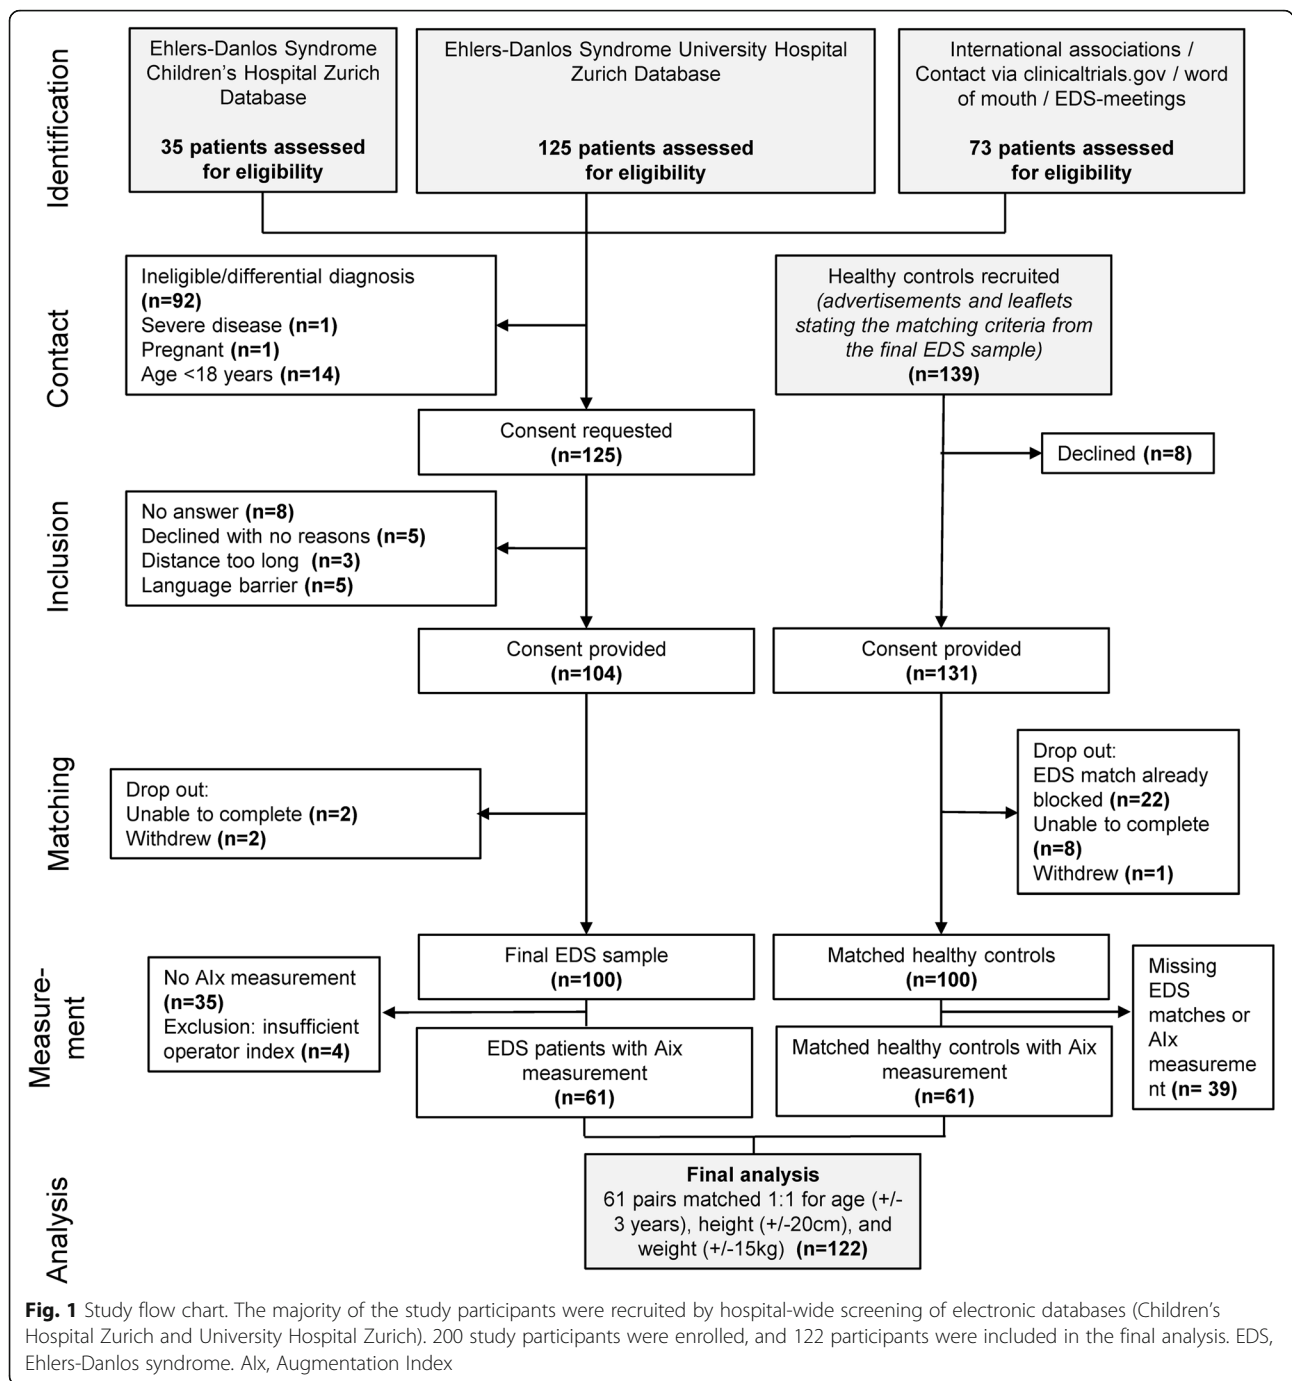 Identification
Ehlers-Danlos Syndrome
Children's Hospital Zurich
Database
35 patients assessed
for eligibility
Ehlers-Danlos Syndrome University Hospital
Zurich Database
125 patients assessed
for eligibility
International associations /
Contact via clinicaltrials.gov / word
of mouth / EDS-meetings
73 patients assessed
for eligibility
Contact
Ineligible/differential diagnosis
(n=92)
Severe disease (n=1)
Pregnant (n=1)
Age <18 years (n=14)
Healthy controls recruited
(advertisements and leaflets
stating the matching criteria from
the final EDS sample)
(n=139)
Consent requested
(n=125)
Declined (n=8)
Inclusion
No answer (n=8)
Declined with no reasons (n=5)
Distance too long (n=3)
Language barrier (n=5)
Consent provided
(n=104)
Consent provided
(n=131)
Matching
Drop out:
Unable to complete (n=2)
Withdrew (n=2)
Drop out:
EDS match already
blocked (n=22)
Unable to complete
(n=8)
Withdrew (n=1)
Measure-
ment
Final EDS sample
(n=100)
Matched healthy controls
(n=100)
No AIx measurement
(n=35)
Exclusion: insufficient
operator index (n=4)
Missing
EDS
matches or
AIx
measureme
nt (n= 39)
EDS patients with Aix
measurement
(n=61)
Matched healthy controls with Aix
measurement
(n=61)
Analysis
Final analysis
61 pairs matched 1:1 for age (+/-
3 years), height (+/-20cm), and
weight (+/-15kg) (n=122)
Fig. 1 Study flow chart. The majority of the study participants were recruited by hospital-wide screening of electronic databases (Children's
Hospital Zurich and University Hospital Zurich). 200 study participants were enrolled, and 122 participants were included in the final analysis. EDS,
Ehlers-Danlos syndrome. AIx, Augmentation Index